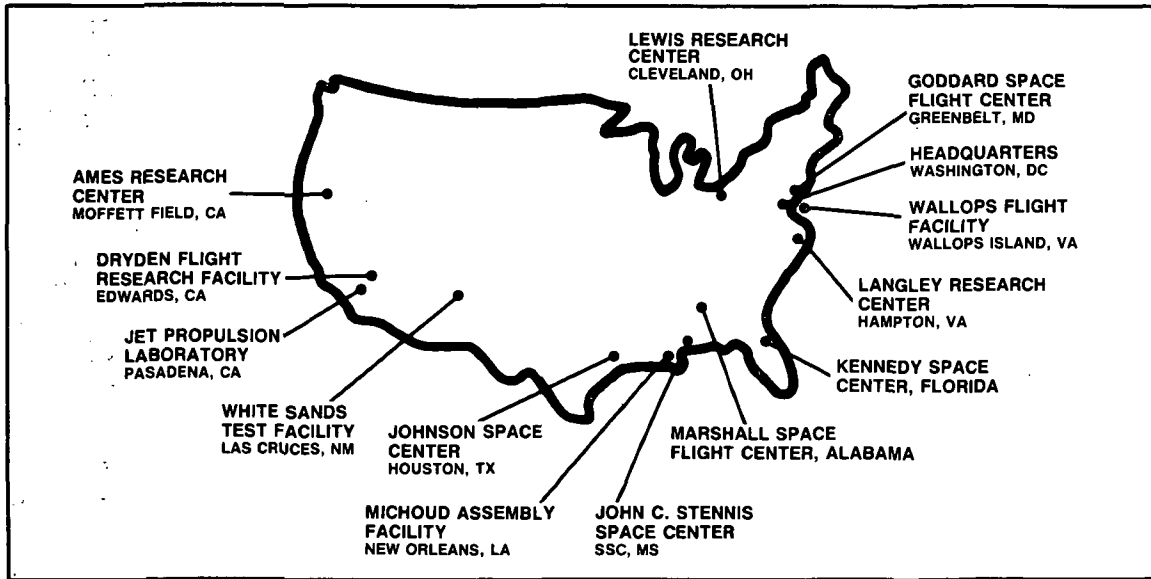 LEWIS RESEARCH
CENTER
CLEVELAND, OH
GODDARD SPACE
FLIGHT CENTER
GREENBELT, MD
HEADQUARTERS
WASHINGTON, DC
AMES RESEARCH
CENTER
MOFFETT FIELD, CA
WALLOPS FLIGHT
FACILITY
WALLOPS ISLAND, VA
DRYDEN FLIGHT
RESEARCH FACILITY
EDWARDS, CA
LANGLEY RESEARCH
CENTER
HAMPTON, VA
JET PROPULSION
LABORATORY
PASADENA, CA
KENNEDY SPACE
CENTER, FLORIDA
WHITE SANDS
TEST FACILITY
LAS CRUCES, NM
JOHNSON SPACE
CENTER
HOUSTON, TX
MARSHALL SPACE
FLIGHT CENTER, ALABAMA
MICHOUD ASSEMBLY
FACILITY
NEW ORLEANS, LA
JOHN C. STENNIS
SPACE CENTER
SSC, MS